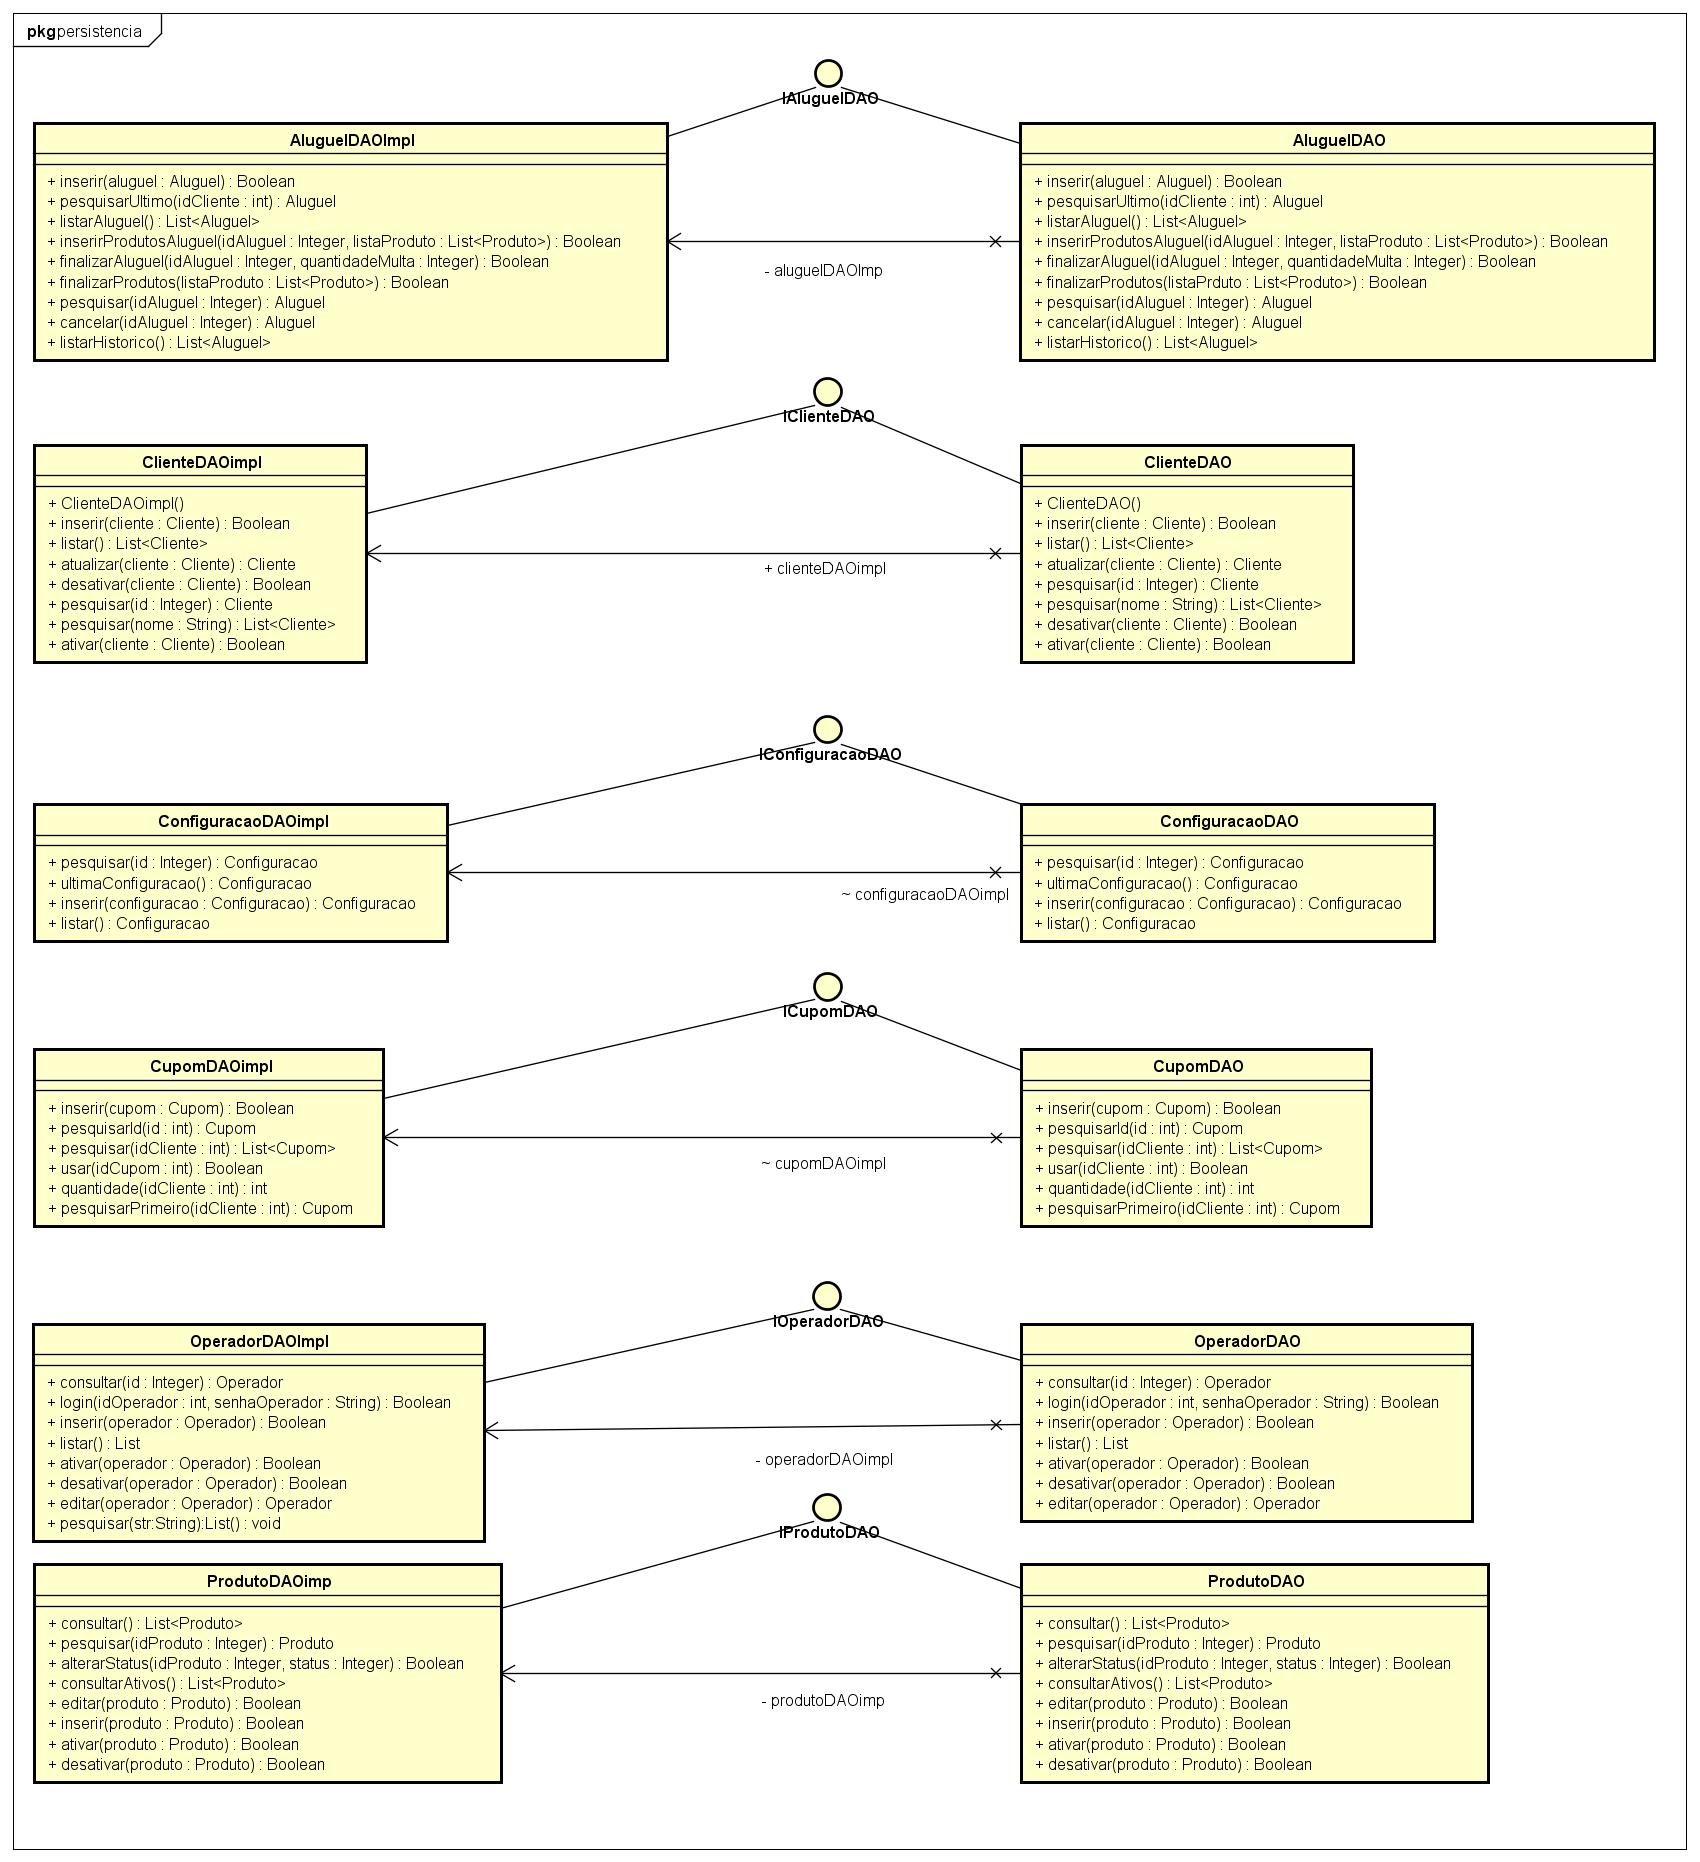 pkg persistencia
IAluguelDAO
AluguelDAOImpl
+ inserir(aluguel : Aluguel) : Boolean
+ pesquisarUltimo(idCliente : int) : Aluguel
+ listarAluguel() : List<Aluguel>
+ inserirProdutosAluguel(idAluguel : Integer, listaProduto : List<Produto>) : Boolean
+ finalizarAluguel(idAluguel : Integer, quantidadeMulta : Integer) : Boolean
+ finalizarProdutos(listaProduto : List<Produto>) : Boolean
+ pesquisar(idAluguel : Integer) : Aluguel
+ cancelar(idAluguel : Integer) : Aluguel
+ listarHistorico() : List<Aluguel>
- aluguelDAOImp
AluguelDAO
+ inserir(aluguel : Aluguel) : Boolean
+ pesquisarUltimo(idCliente : int) : Aluguel
+ listarAluguel() : List<Aluguel>
+ inserirProdutosAluguel(idAluguel : Integer, listaProduto : List<Produto>) : Boolean
+ finalizarAluguel(idAluguel : Integer, quantidadeMulta : Integer) : Boolean
+ finalizarProdutos(listaPrduto : List<Produto>) : Boolean
+ pesquisar(idAluguel : Integer) : Aluguel
+ cancelar(idAluguel : Integer) : Aluguel
+ listarHistorico() : List<Aluguel>
IClienteDAO
ClienteDAOimpl
+ ClienteDAOimpl()
+ inserir(cliente : Cliente) : Boolean
+ listar() : List<Cliente>
+ atualizar(cliente : Cliente) : Cliente
+ desativar(cliente : Cliente) : Boolean
+ pesquisar(id : Integer) : Cliente
+ pesquisar(nome : String) : List<Cliente>
+ ativar(cliente : Cliente) : Boolean
+ clienteDAOimpl
ClienteDAO
+ ClienteDAO()
+ inserir(cliente : Cliente) : Boolean
+ listar() : List<Cliente>
+ atualizar(cliente : Cliente) : Cliente
+ pesquisar(id : Integer) : Cliente
+ pesquisar(nome : String) : List<Cliente>
+ desativar(cliente : Cliente) : Boolean
+ ativar(cliente : Cliente) : Boolean
IConfiguracaoDAO
ConfiguracaoDAOimpl
+ pesquisar(id : Integer) : Configuracao
+ ultimaConfiguracao() : Configuracao
+ inserir(configuracao : Configuracao) : Configuracao
+ listar() : Configuracao
~ configuracaoDAOimpl
ConfiguracaoDAO
+ pesquisar(id : Integer) : Configuracao
+ ultimaConfiguracao() : Configuracao
+ inserir(configuracao : Configuracao) : Configuracao
+ listar() : Configuracao
ICupomDAO
CupomDAOimpl
+ inserir(cupom : Cupom) : Boolean
+ pesquisarId(id : int) : Cupom
+ pesquisar(idCliente : int) : List<Cupom>
+ usar(idCupom : int) : Boolean
+ quantidade(idCliente : int) : int
+ pesquisarPrimeiro(idCliente : int) : Cupom
~ cupomDAOimpl
CupomDAO
+ inserir(cupom : Cupom) : Boolean
+ pesquisarId(id : int) : Cupom
+ pesquisar(idCliente : int) : List<Cupom>
+ usar(idCliente : int) : Boolean
+ quantidade(idCliente : int) : int
+ pesquisarPrimeiro(idCliente : int) : Cupom
IOperadorDAO
OperadorDAOImpl
+ consultar(id : Integer) : Operador
+ login(idOperador : int, senhaOperador : String) : Boolean
+ inserir(operador : Operador) : Boolean
+ listar() : List
+ ativar(operador : Operador) : Boolean
+ desativar(operador : Operador) : Boolean
+ editar(operador : Operador) : Operador
+ pesquisar(str:String):List() : void
- operadorDAOimpl
OperadorDAO
+ consultar(id : Integer) : Operador
+ login(idOperador : int, senhaOperador : String) : Boolean
+ inserir(operador : Operador) : Boolean
+ listar() : List
+ ativar(operador : Operador) : Boolean
+ desativar(operador : Operador) : Boolean
+ editar(operador : Operador) : Operador
IProdutoDAO
ProdutoDAOimp
+ consultar() : List<Produto>
+ pesquisar(idProduto : Integer) : Produto
+ alterarStatus(idProduto : Integer, status : Integer) : Boolean
+ consultarAtivos() : List<Produto>
+ editar(produto : Produto) : Boolean
+ inserir(produto : Produto) : Boolean
+ ativar(produto : Produto) : Boolean
+ desativar(produto : Produto) : Boolean
- produtoDAOimp
ProdutoDAO
+ consultar() : List<Produto>
+ pesquisar(idProduto : Integer) : Produto
+ alterarStatus(idProduto : Integer, status : Integer) : Boolean
+ consultarAtivos() : List<Produto>
+ editar(produto : Produto) : Boolean
+ inserir(produto : Produto) : Boolean
+ ativar(produto : Produto) : Boolean
+ desativar(produto : Produto) : Boolean